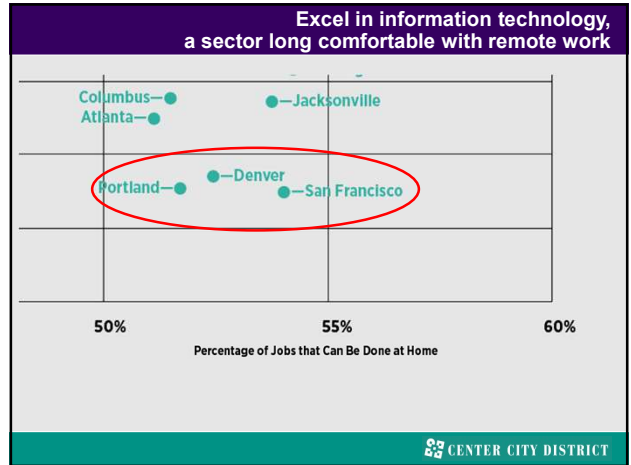 Excel in information technology,
a sector long comfortable with remote work
Columbus
Jacksonville
Atlanta
Denver
Portland
San Francisco
50%
55%
60%
Percentage of Jobs that Can Be Done at Home
CENTER CITY DISTRICT